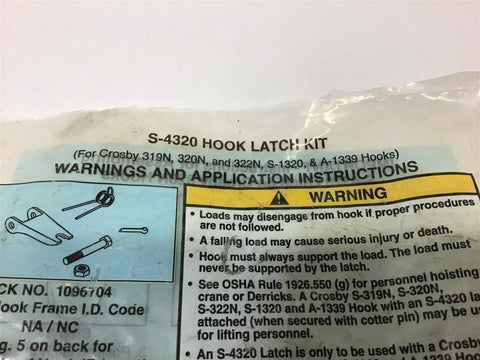 S-4320 HOOK LATCH KIT
(For Crosby 319N, 320N, and 322N, S-1320, & A-1339 Hooks)
WARNINGS AND APPLICATION INSTRUCTIONS
WARNING
• Loads may disengage from hook if proper procedures
are not followed.
• A falling load may cause serious injury or death.
• Hook must always support the load. The load must
never be supported by the latch.
• See OSHA Rule 1926.550 (g) for personnel hoisting
crane or Derricks. A Crosby S-319N, S-320N,
S-322N, S-1320 and A-1339 Hook with an S-4320 la
attached (when secured with cotter pin) may be us
for lifting personnel.
• An S-4320 Latch is only to be used with a Crosby
CK NO. 1096704
ook Frame I.D. Code
NA / NC
g. 5 on back for